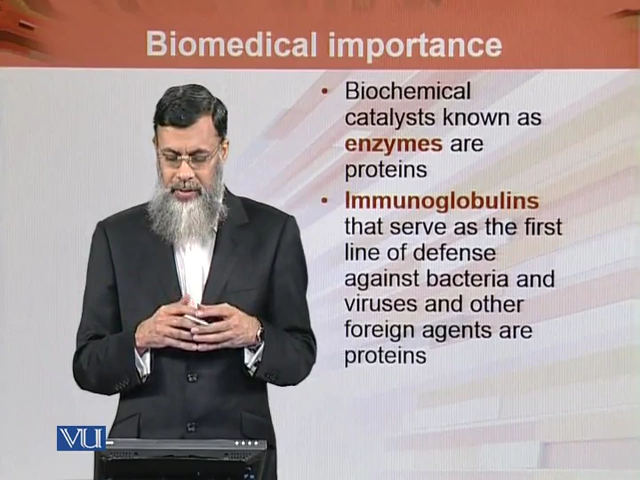 Biomedical importance
• Biochemical
catalysts known as
enzymes are
proteins
• Immunoglobulins
that serve as the first
line of defense
against bacteria and
viruses and other
foreign agents are
proteins
VU